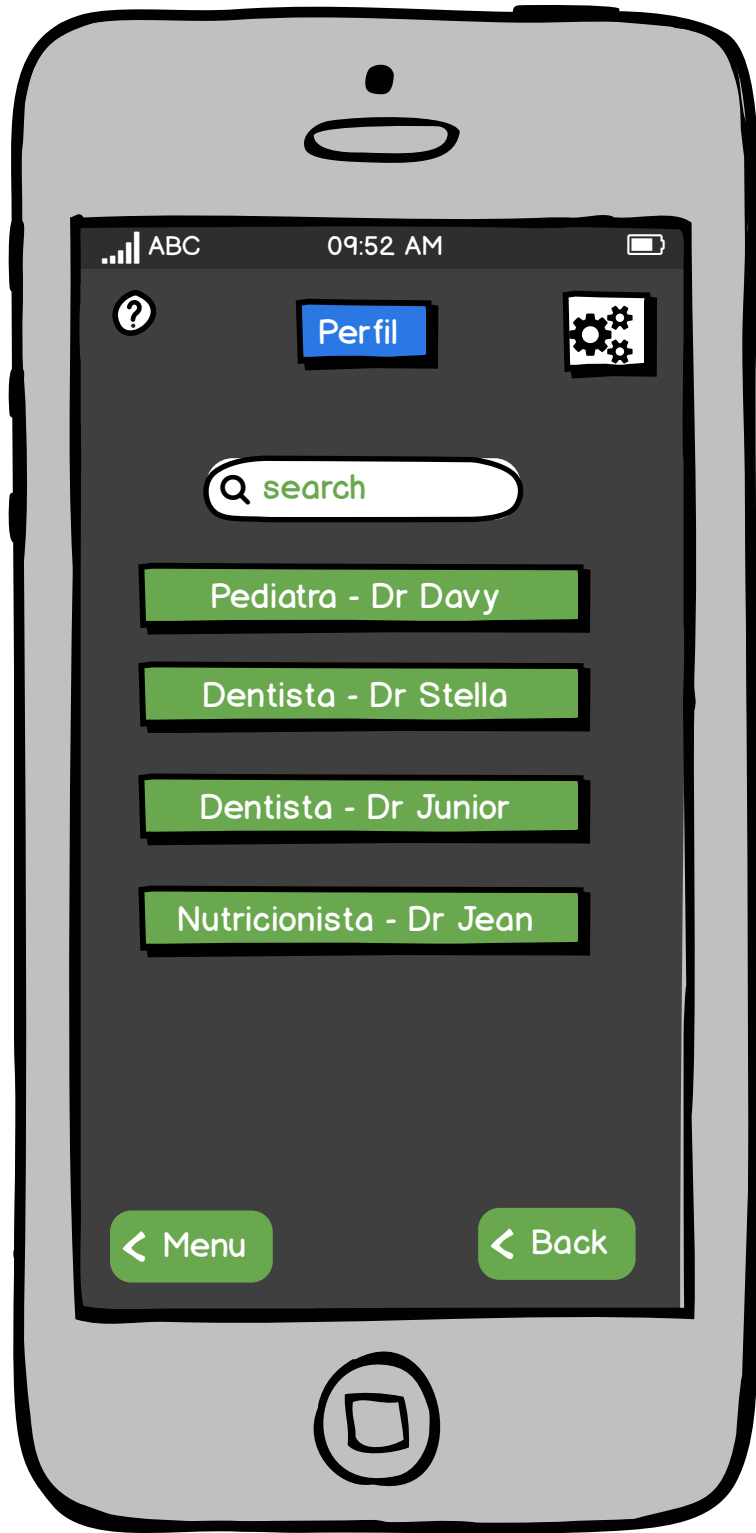 ABC 09:52 AM
?
Perfil
search
Pediatra - Dr Davy
Dentista - Dr Stella
Dentista - Dr Junior
Nutricionista - Dr Jean
Menu
Back